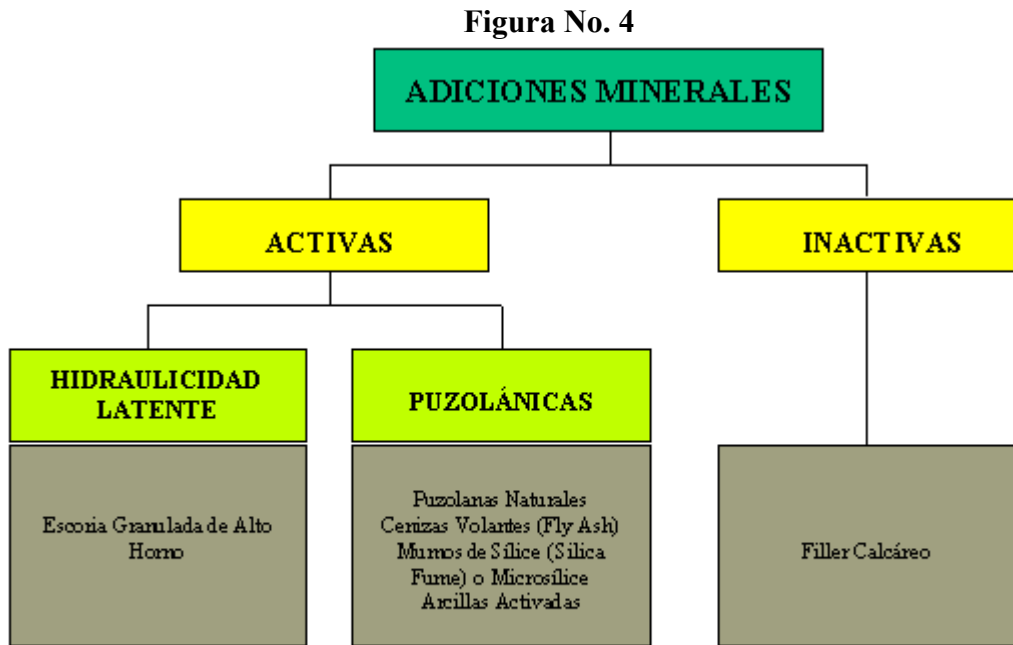 Figura No. 4
ADICIONES MINERALES
ACTIVAS
INACTIVAS
HIDRAULICIDAD
LATENTE
PUZOLÁNICAS
Escoria Granulada de Alto
Horno
Puzolanas Naturales
Cenizas Volantes (Fly Ash)
Mumos de Sílice (Silica
Fume) o Microsílice
Arcillas Activadas
Filler Calcáreo